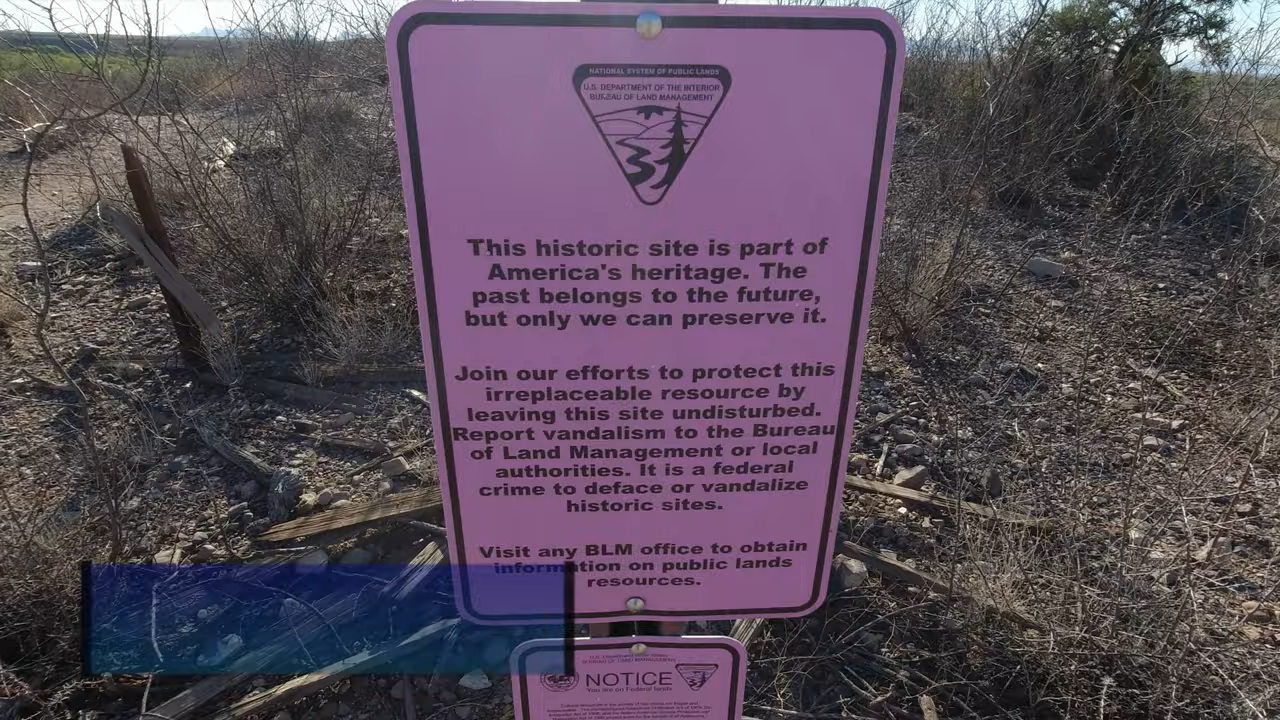 NATIONAL SYSTEM OF PUBLIC LANDS
U.S. DEPARTMENT OF THE INTERIOR
BUREAU OF LAND MANAGEMENT
This historic site is part of
America's heritage. The
past belongs to the future,
but only we can preserve it.
Join our efforts to protect this
irreplaceable resource by
leaving this site undisturbed.
Report vandalism to the Bureau
of Land Management or local
authorities. It is a federal
crime to deface or vandalize
historic sites.
Visit any BLM office to obtain
information on public lands
resources.
BUREAU OF LAND MANAGEMENT
NOTICE
You are on Federal lands